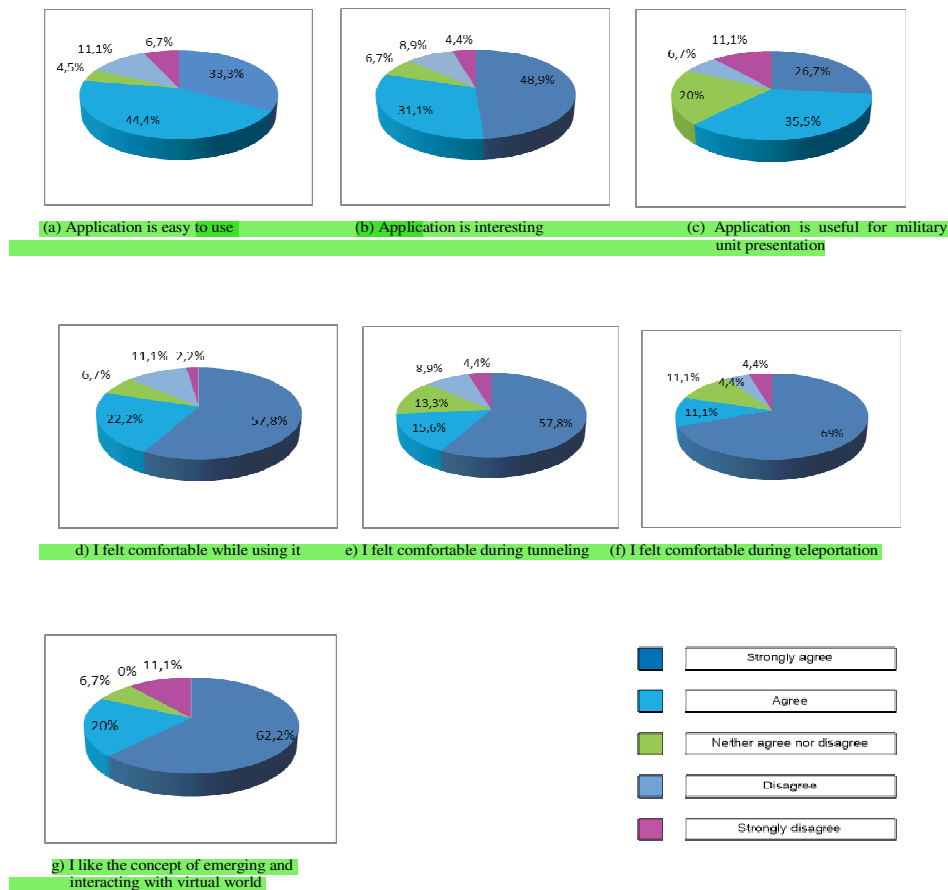 11,1% 6,7%
4,5% 33,3%
44,4%
8,9% 4,4%
6,7% 48,9%
31,1%
6,7% 11,1%
26,7%
20%
35,5%
(a) Application is easy to use
(b) Application is interesting
(c) Application is useful for military
unit presentation
11,1% 2,2%
6,7%
22,2% 57,8%
8,9% 4,4%
13,3%
15,6% 57,8%
4,4%
11,1% 4,4%
11,1%
69%
d) I felt comfortable while using it
e) I felt comfortable during tunneling
(f) I felt comfortable during teleportation
0% 11,1%
6,7%
20%
62,2%
Strongly agree
Agree
Neither agree nor disagree
Disagree
Strongly disagree
g) I like the concept of emerging and
interacting with virtual world